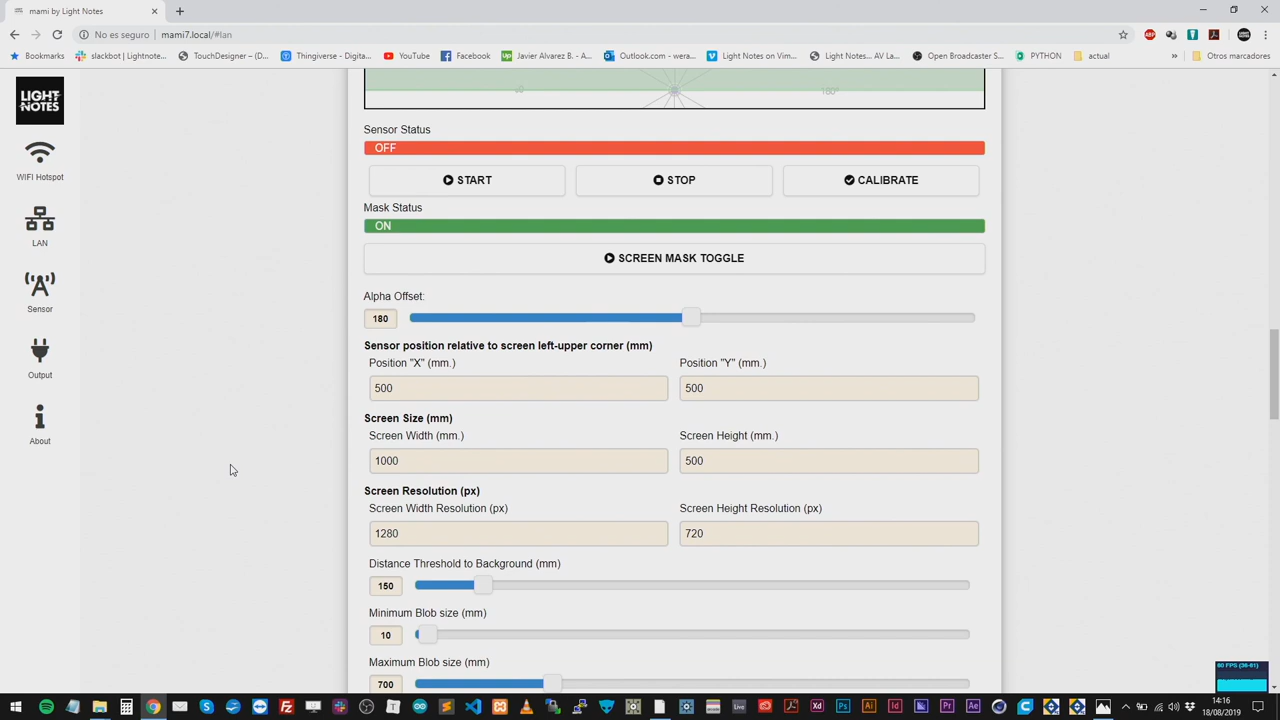 mami by Light Notes
No es seguro | mami7.local/#lan
Bookmarks slackbot | Lightnote... TouchDesigner – (D... Thingiverse - Digita... YouTube Facebook Javier Alvarez B. - A... Outlook.com - wera... Light Notes on Vim... Light Notes... AV La... Open Broadcaster S... PYTHON actual » Otros marcadores
LIGHT
NOTES
WIFI Hotspot
LAN
Sensor
Output
About
180º
Sensor Status
OFF
START STOP CALIBRATE
Mask Status
ON
SCREEN MASK TOGGLE
Alpha Offset:
180
Sensor position relative to screen left-upper corner (mm)
Position "X" (mm.) Position "Y" (mm.)
500 500
Screen Size (mm)
Screen Width (mm.) Screen Height (mm.)
1000 500
Screen Resolution (px)
Screen Width Resolution (px) Screen Height Resolution (px)
1280 720
Distance Threshold to Background (mm)
150
Minimum Blob size (mm)
10
Maximum Blob size (mm)
700
60 FPS (36-61)
14:16
18/08/2019